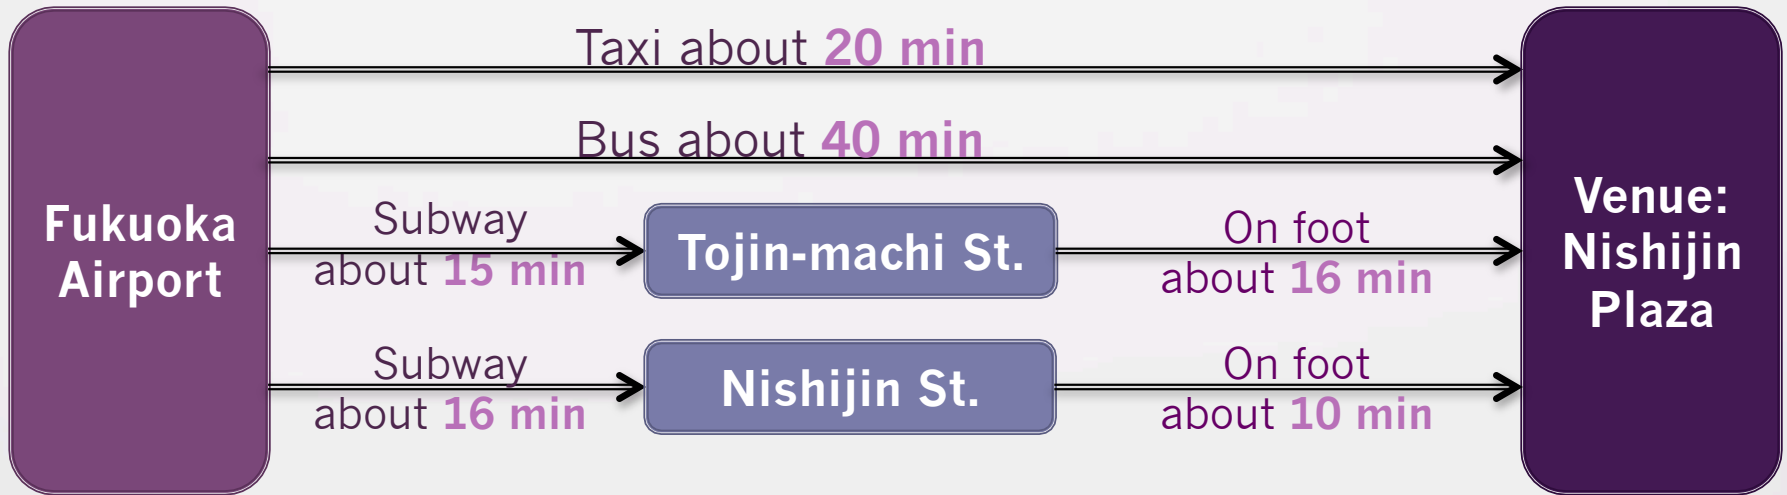 Fukuoka
Airport
Taxi about 20 min
Bus about 40 min
Subway
about 15 min
Tojin-machi St.
On foot
about 16 min
Subway
about 16 min
Nishijin St.
On foot
about 10 min
Venue:
Nishijin
Plaza